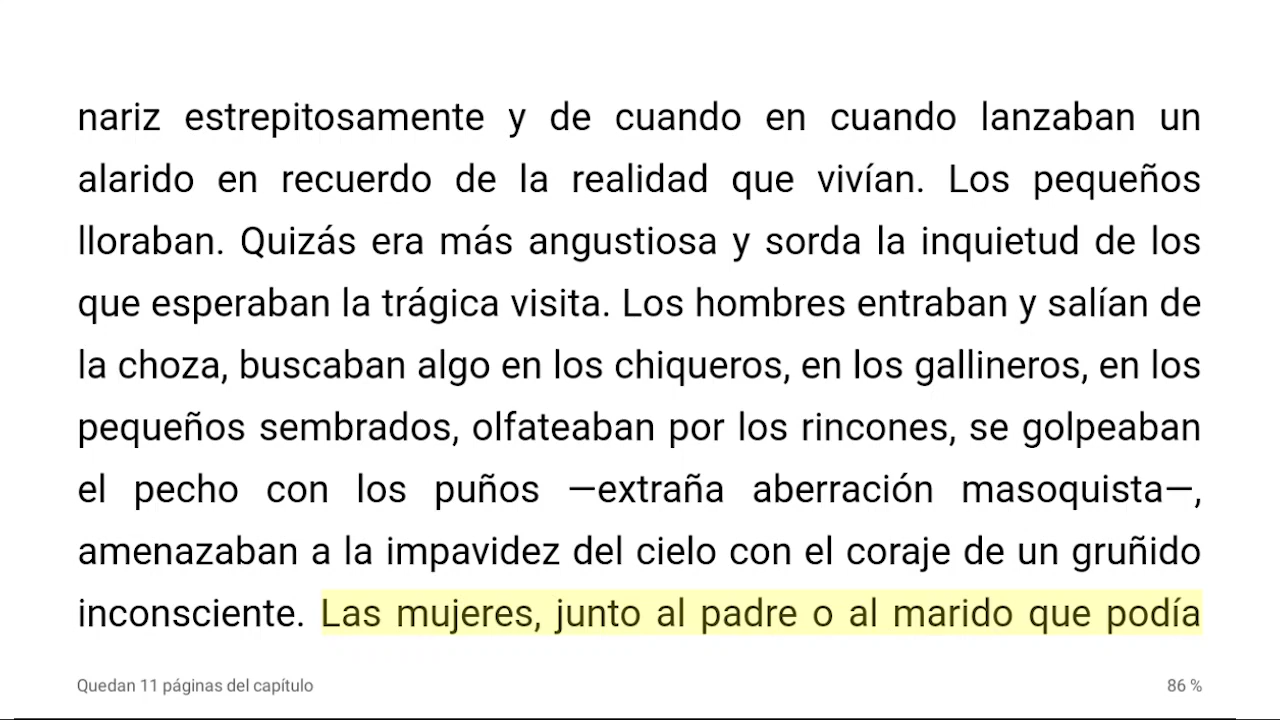 nariz estrepitosamente y de cuando en cuando lanzaban un
alarido en recuerdo de la realidad que vivían. Los pequeños
lloraban. Quizás era más angustiosa y sorda la inquietud de los
que esperaban la trágica visita. Los hombres entraban y salían de
la choza, buscaban algo en los chiqueros, en los gallineros, en los
pequeños sembrados, olfateaban por los rincones, se golpeaban
el pecho con los puños —extraña aberración masoquista—,
amenazaban a la impavidez del cielo con el coraje de un gruñido
inconsciente. Las mujeres, junto al padre o al marido que podía
Quedan 11 páginas del capítulo
86 %